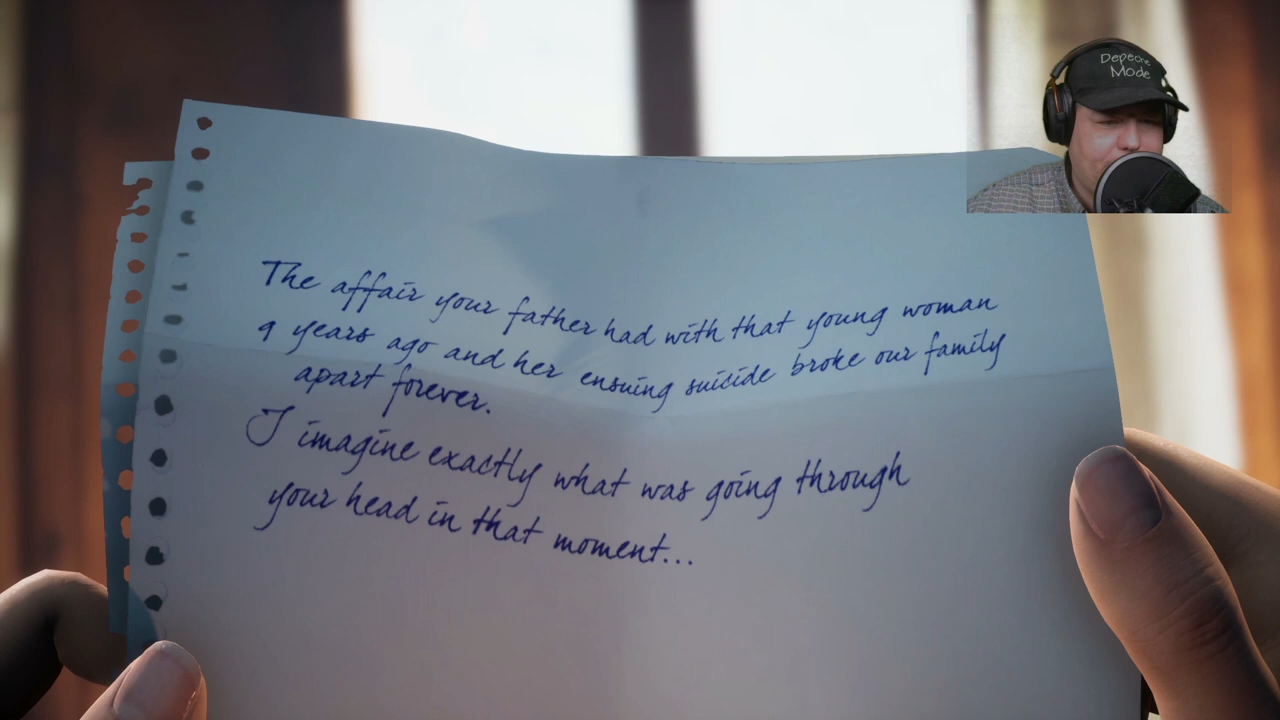 Depeche
Mode
The affair your father had with that young woman
9 years ago and her ensuing suicide broke our family
apart forever.
I imagine exactly what was going through
your head in that moment...